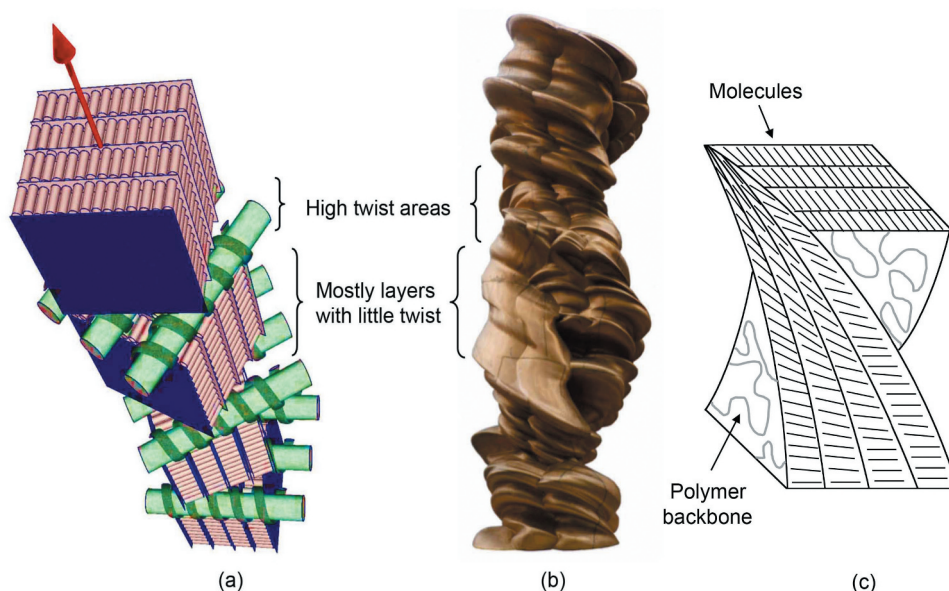 Molecules
High twist areas
Mostly layers
with little twist
Polymer
backbone
(a)
(b)
(c)